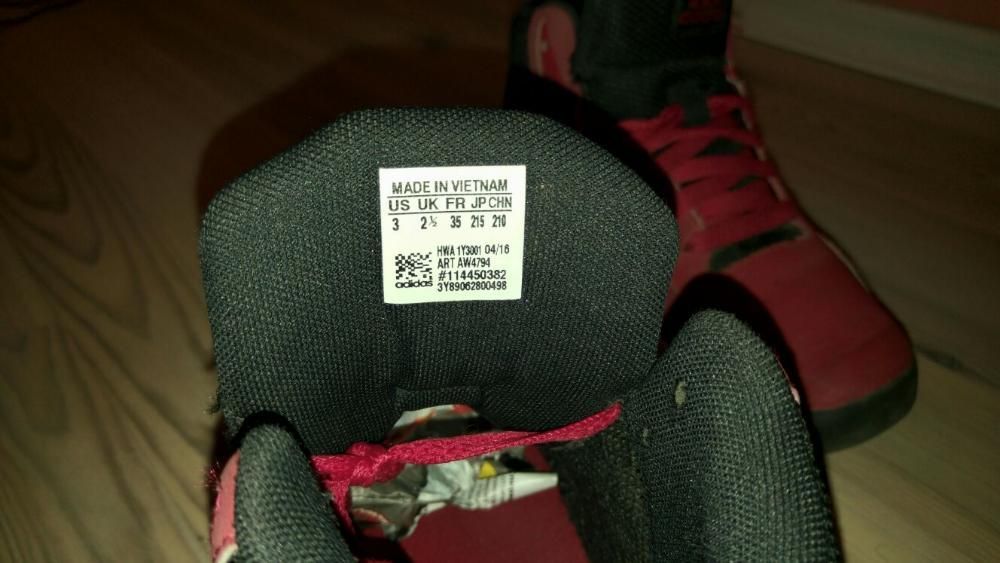 MADE IN VIETNAM
US UK FR JP CHN
3 2½ 35 215 210
HWA 1Y3001 04/16
ART AW4794
#114450382
3Y89062800498
adidas